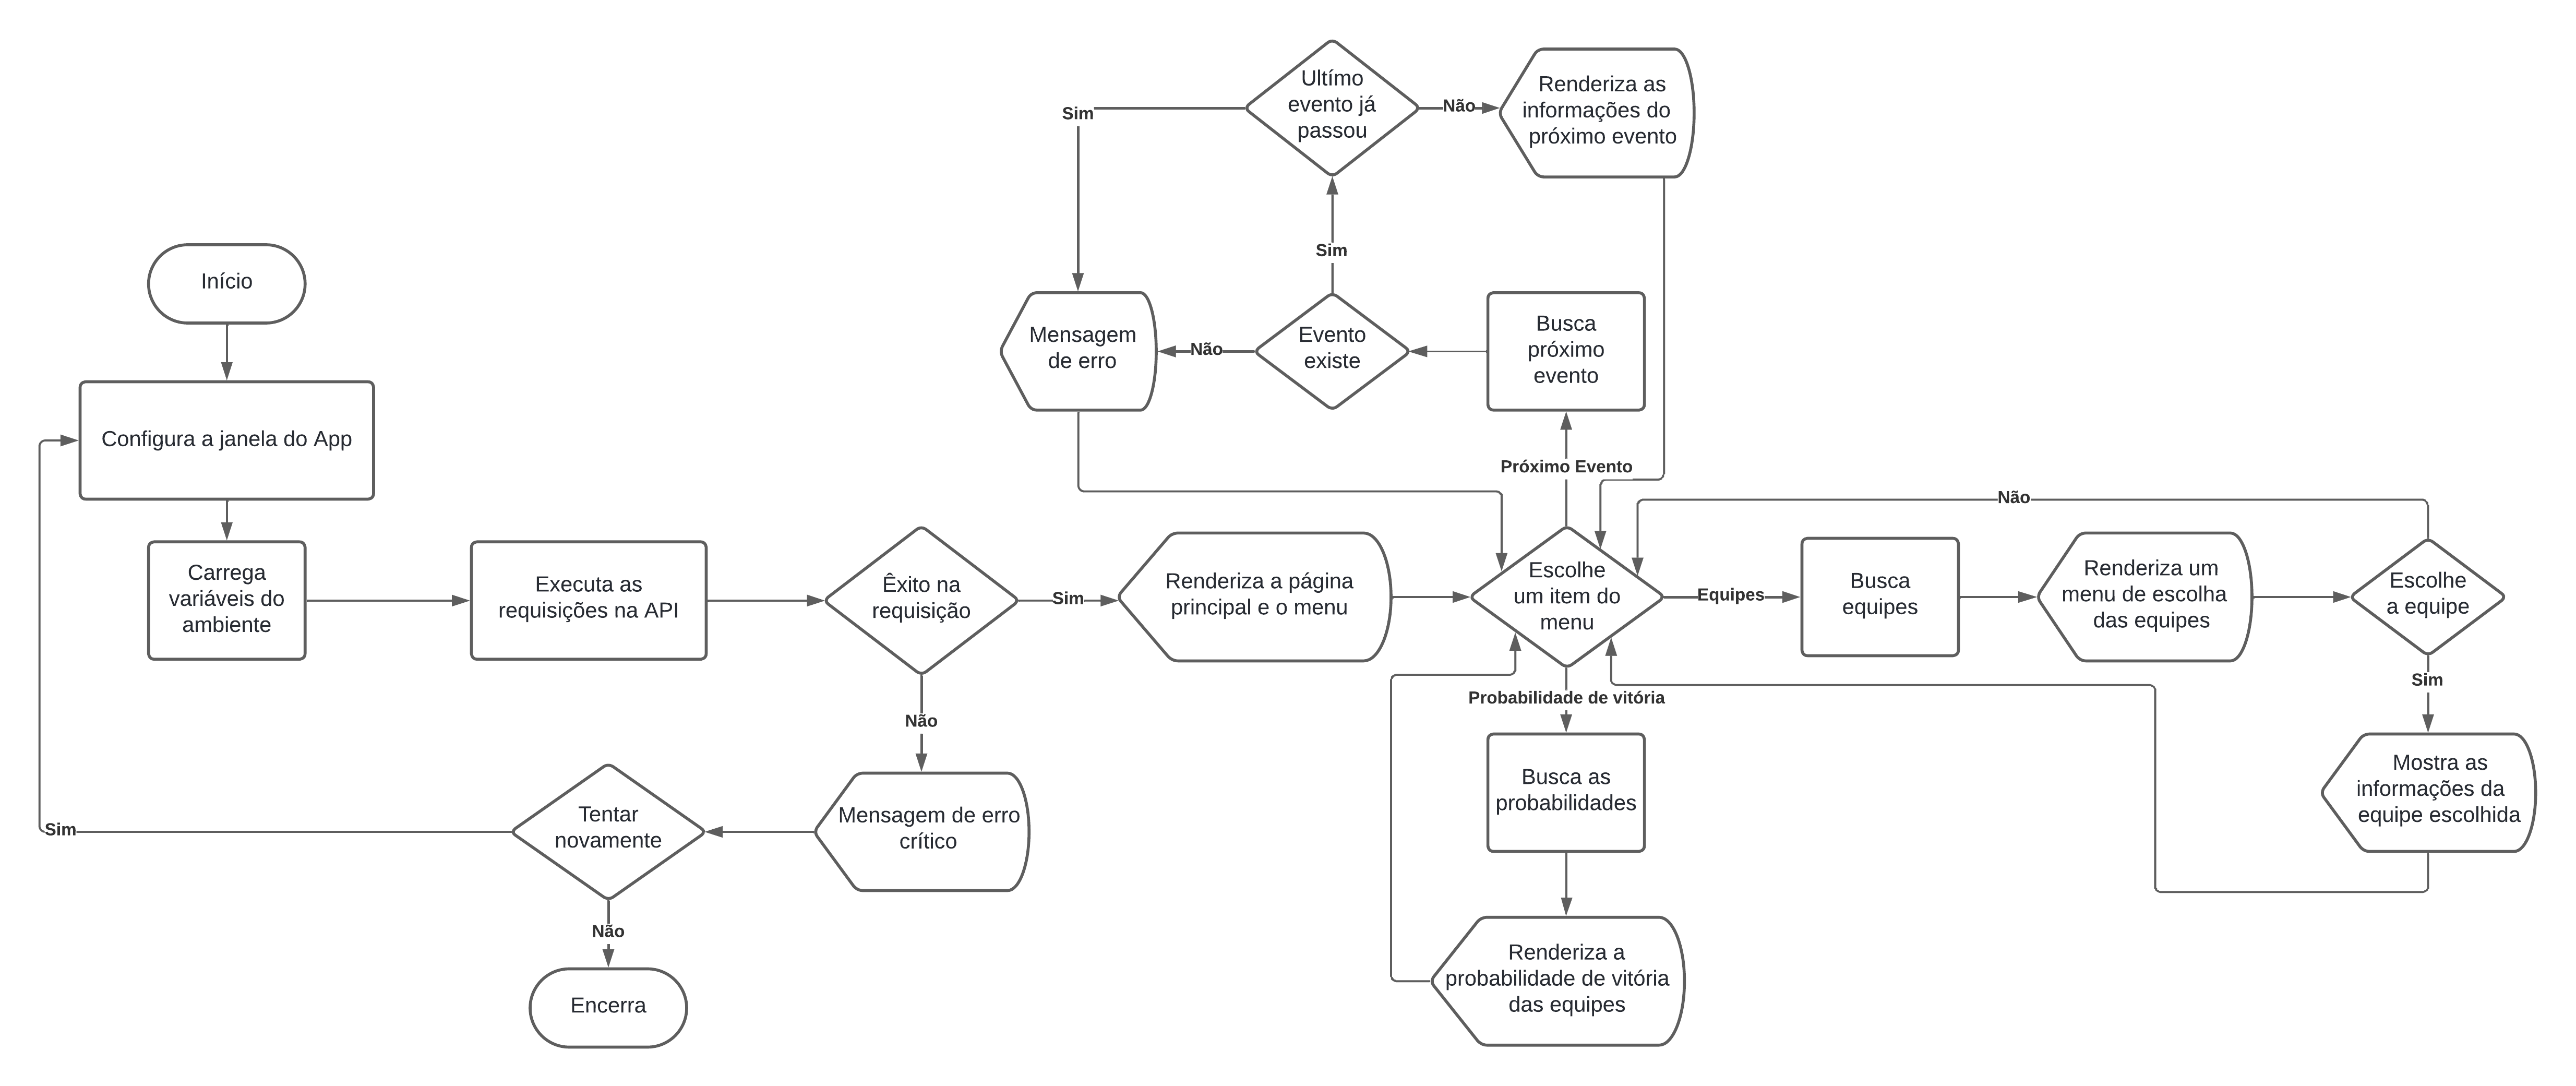 Ultímo
evento já
passou
Não
Renderiza as
informações do
próximo evento
Sim
Sim
Início
Mensagem
de erro
Não
Evento
existe
Busca
próximo
evento
Configura a janela do App
Próximo Evento
Não
Carrega
variáveis do
ambiente
Executa as
requisições na API
Êxito na
requisição
Sim
Renderiza a página
principal e o menu
Escolhe
um item do
menu
Equipes
Busca
equipes
Renderiza um
menu de escolha
das equipes
Escolhe
a equipe
Sim
Não
Probabilidade de vitória
Busca as
probabilidades
Mostra as
informações da
equipe escolhida
Sim
Tentar
novamente
Mensagem de erro
crítico
Não
Encerra
Renderiza a
probabilidade de vitória
das equipes